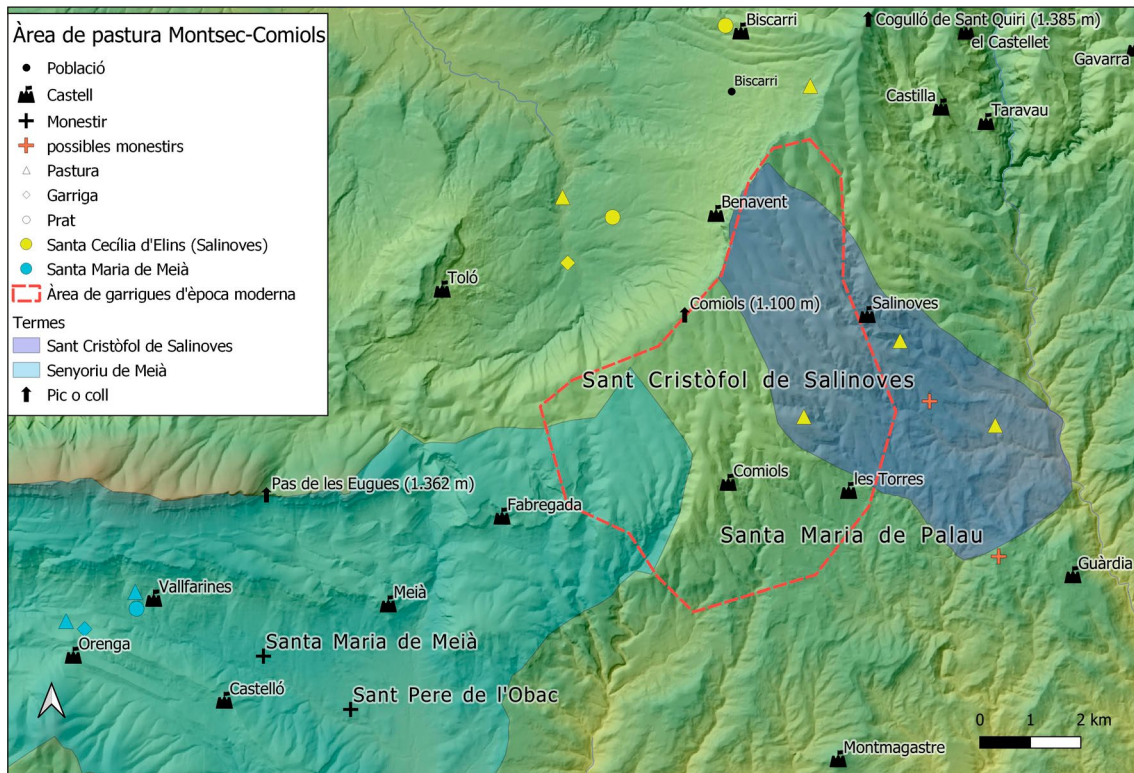 Àrea de pastura Montsec-Comiols
Població
Castell
Monestir
possibles monestirs
Pastura
Garriga
Prat
Santa Cecília d'Elins (Salinoves)
Santa Maria de Meià
Àrea de garrigues d'època moderna
Termes
Sant Cristòfol de Salinoves
Senyoriu de Meià
Pic o coll
Biscarri
Cogulló de Sant Quiri (1.385 m)
el Castellet
Gavarra
Biscarri
Castilla
Taravau
Benavent
Toló
Comiols (1.100 m)
Salinoves
Sant Cristòfol de Salinoves
Comiols
les Torres
Pas de les Eugues (1.362 m)
Fabregada
Santa Maria de Palau
Guàrdia
Vallfarines
Meià
Orenga
Santa Maria de Meià
Castelló
Sant Pere de l'Obac
0 1 2 km
Montmagastre